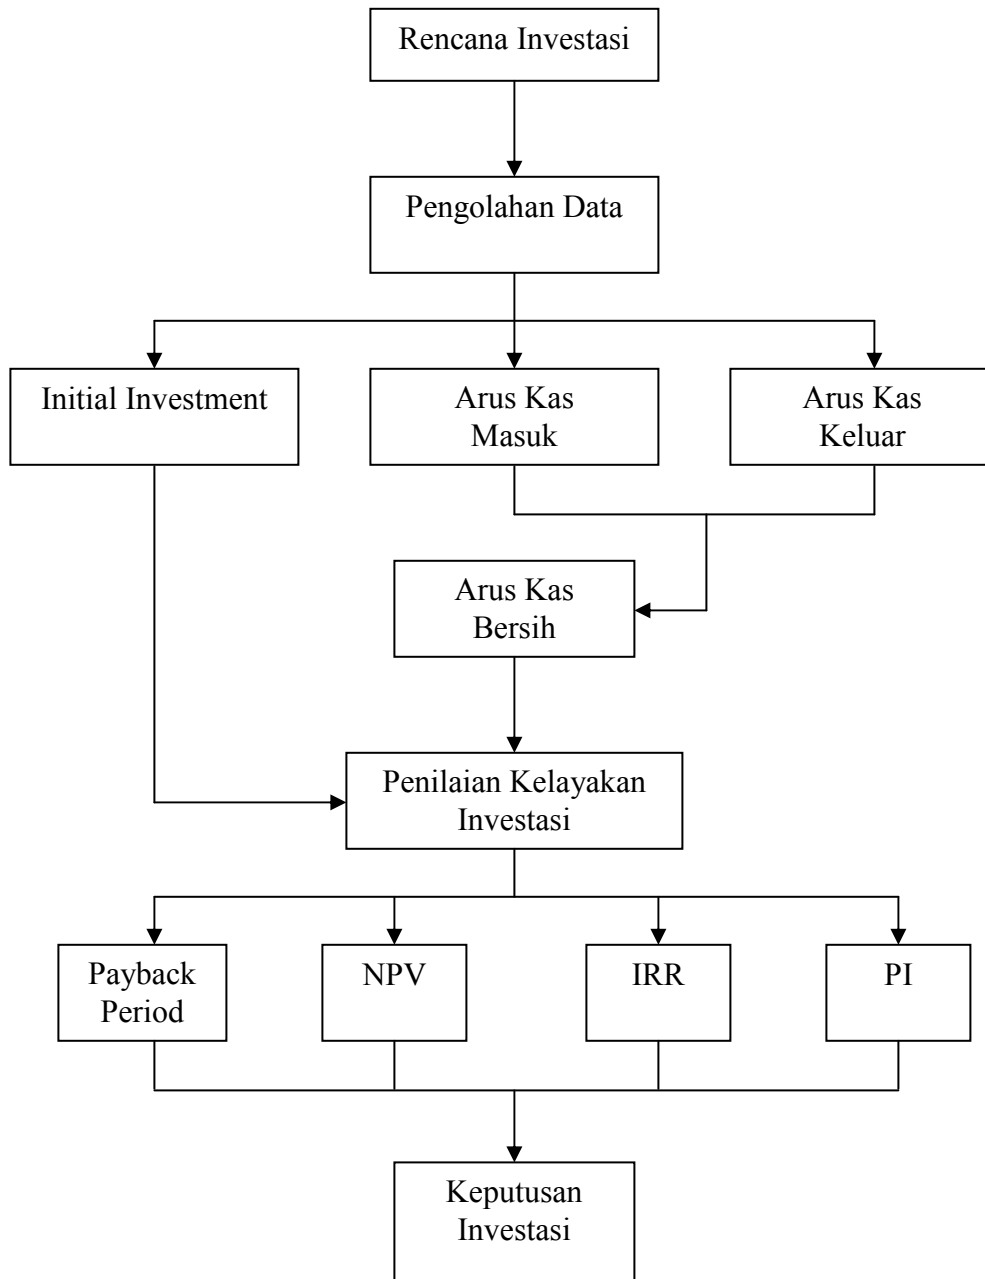 Rencana Investasi
Pengolahan Data
Initial Investment
Arus Kas
Masuk
Arus Kas
Keluar
Arus Kas
Bersih
Penilaian Kelayakan
Investasi
Payback
Period
NPV
IRR
PI
Keputusan
Investasi